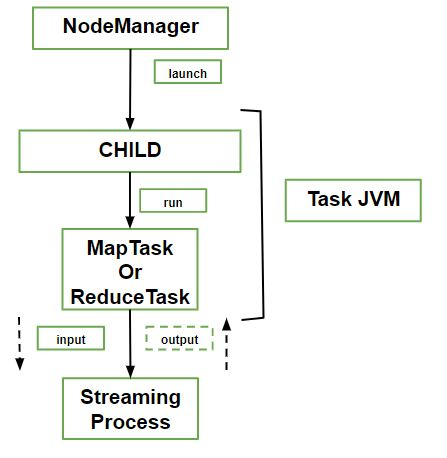 NodeManager
launch
CHILD
run
Task JVM
MapTask
Or
ReduceTask
input
output
Streaming
Process